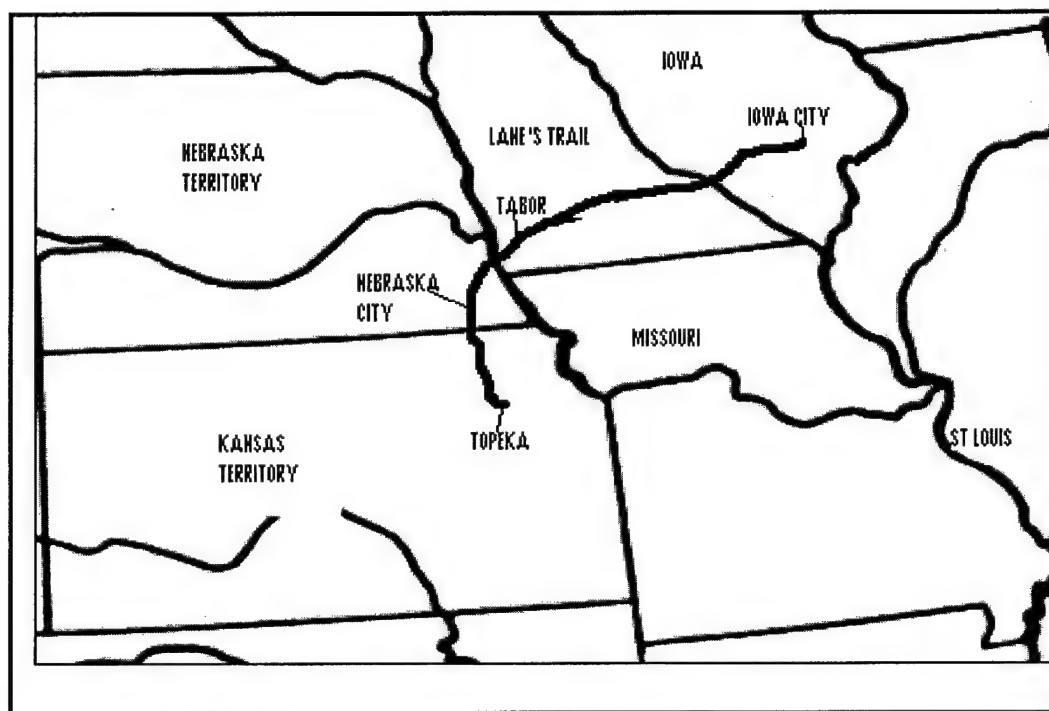 IOWA
IOWA CITY
LANE'S TRAIL
NEBRASKA
TERRITORY
TABOR
NEBRASKA
CITY
MISSOURI
TOPEKA
ST LOUIS
KANSAS
TERRITORY